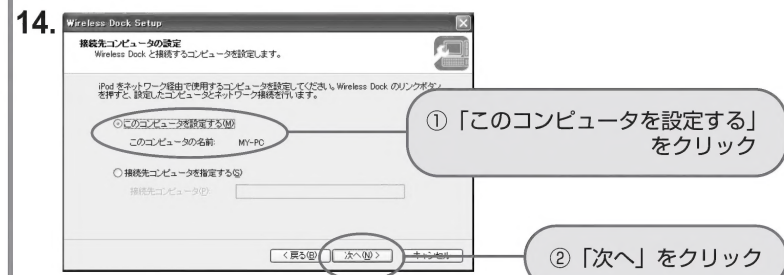 14.
Wireless Dock Setup
接続先コンピュータの設定
Wireless Dock と接続するコンピュータを設定します。
iPod をネットワーク経由で使用するコンピュータを設定してください。Wireless Dock のリンクボタン
を押すと、設定したコンピュータとネットワーク接続を行います。
このコンピュータを設定する(M)
このコンピュータの名前: MY-PC
接続先コンピュータを指定する(S)
接続先コンピュータ(P):
< 戻る(B) 次へ(N) > キャンセル
①「このコンピュータを設定する」
をクリック
②「次へ」をクリック